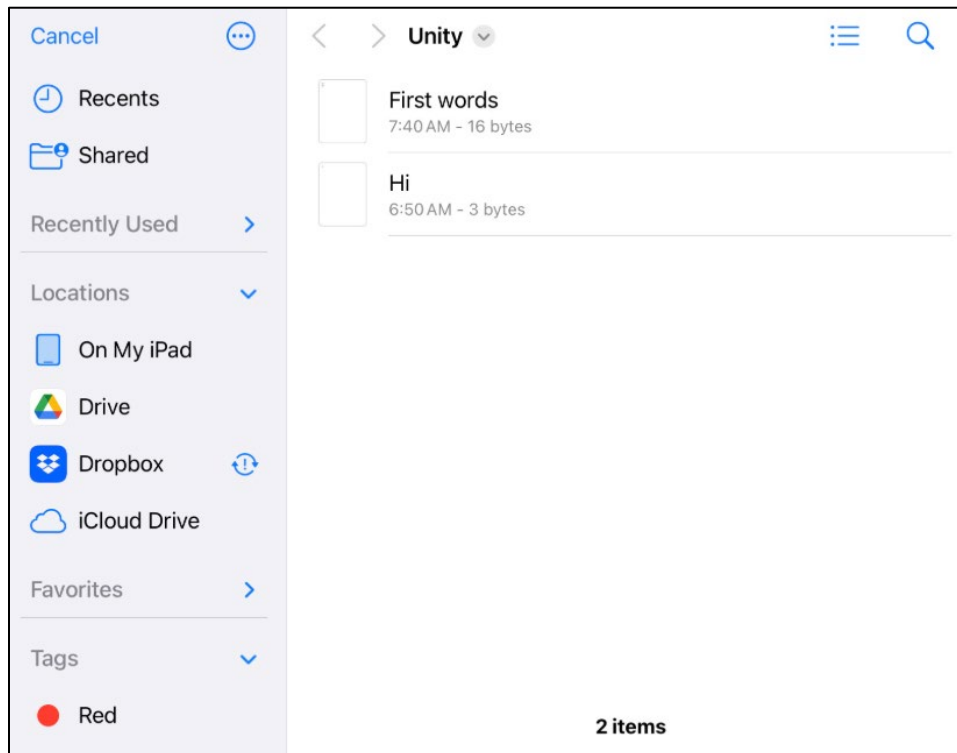 Cancel
Recents
Shared
Recently Used
Locations
On My iPad
Drive
Dropbox
iCloud Drive
Favorites
Tags
Red
Unity
First words
7:40 AM - 16 bytes
Hi
6:50 AM - 3 bytes
2 items